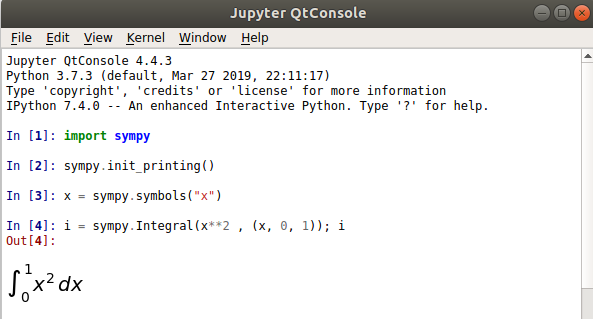 Jupyter QtConsole
File Edit View Kernel Window Help
Jupyter QtConsole 4.4.3
Python 3.7.3 (default, Mar 27 2019, 22:11:17)
Type 'copyright', 'credits' or 'license' for more information
IPython 7.4.0 -- An enhanced Interactive Python. Type '?' for help.
In [1]: import sympy
In [2]: sympy.init_printing()
In [3]: x = sympy.symbols("x")
In [4]: i = sympy.Integral(x**2 , (x, 0, 1)); i
Out[4]:
∫₀¹ x² dx